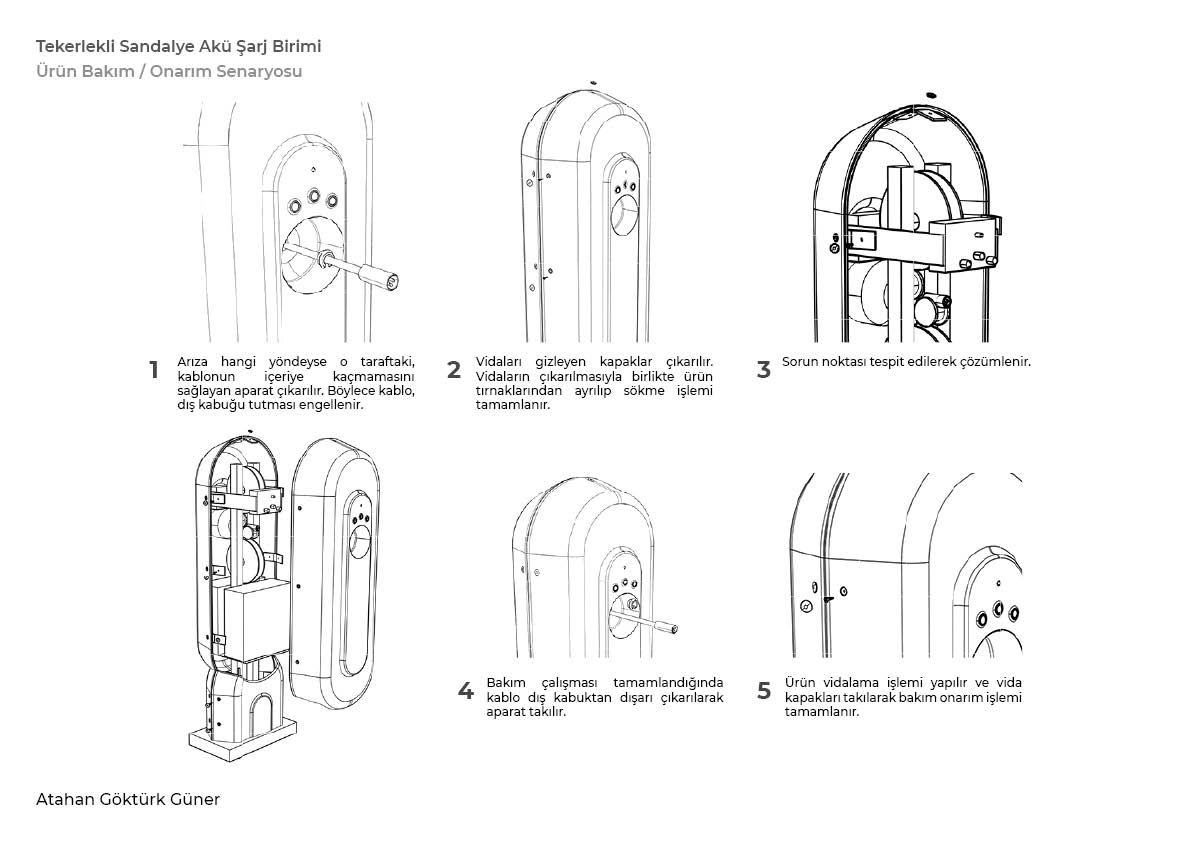 Tekerlekli Sandalye Akü Şarj Birimi
Ürün Bakım / Onarım Senaryosu
1
Arıza hangi yöndeyse o taraftaki,
kablonun içeriye kaçmamasını
sağlayan aparat çıkarılır. Böylece kablo,
dış kabuğu tutması engellenir.
2
Vidaları gizleyen kapaklar çıkarılır.
Vidaların çıkarılmasıyla birlikte ürün
tırnaklarından ayrılıp sökme işlemi
tamamlanır.
3
Sorun noktası tespit edilerek çözümlenir.
4
Bakım çalışması tamamlandığında
kablo dış kabuktan dışarı çıkarılarak
aparat takılır.
5
Ürün vidalama işlemi yapılır ve vida
kapakları takılarak bakım onarım işlemi
tamamlanır.
Atahan Göktürk Güner